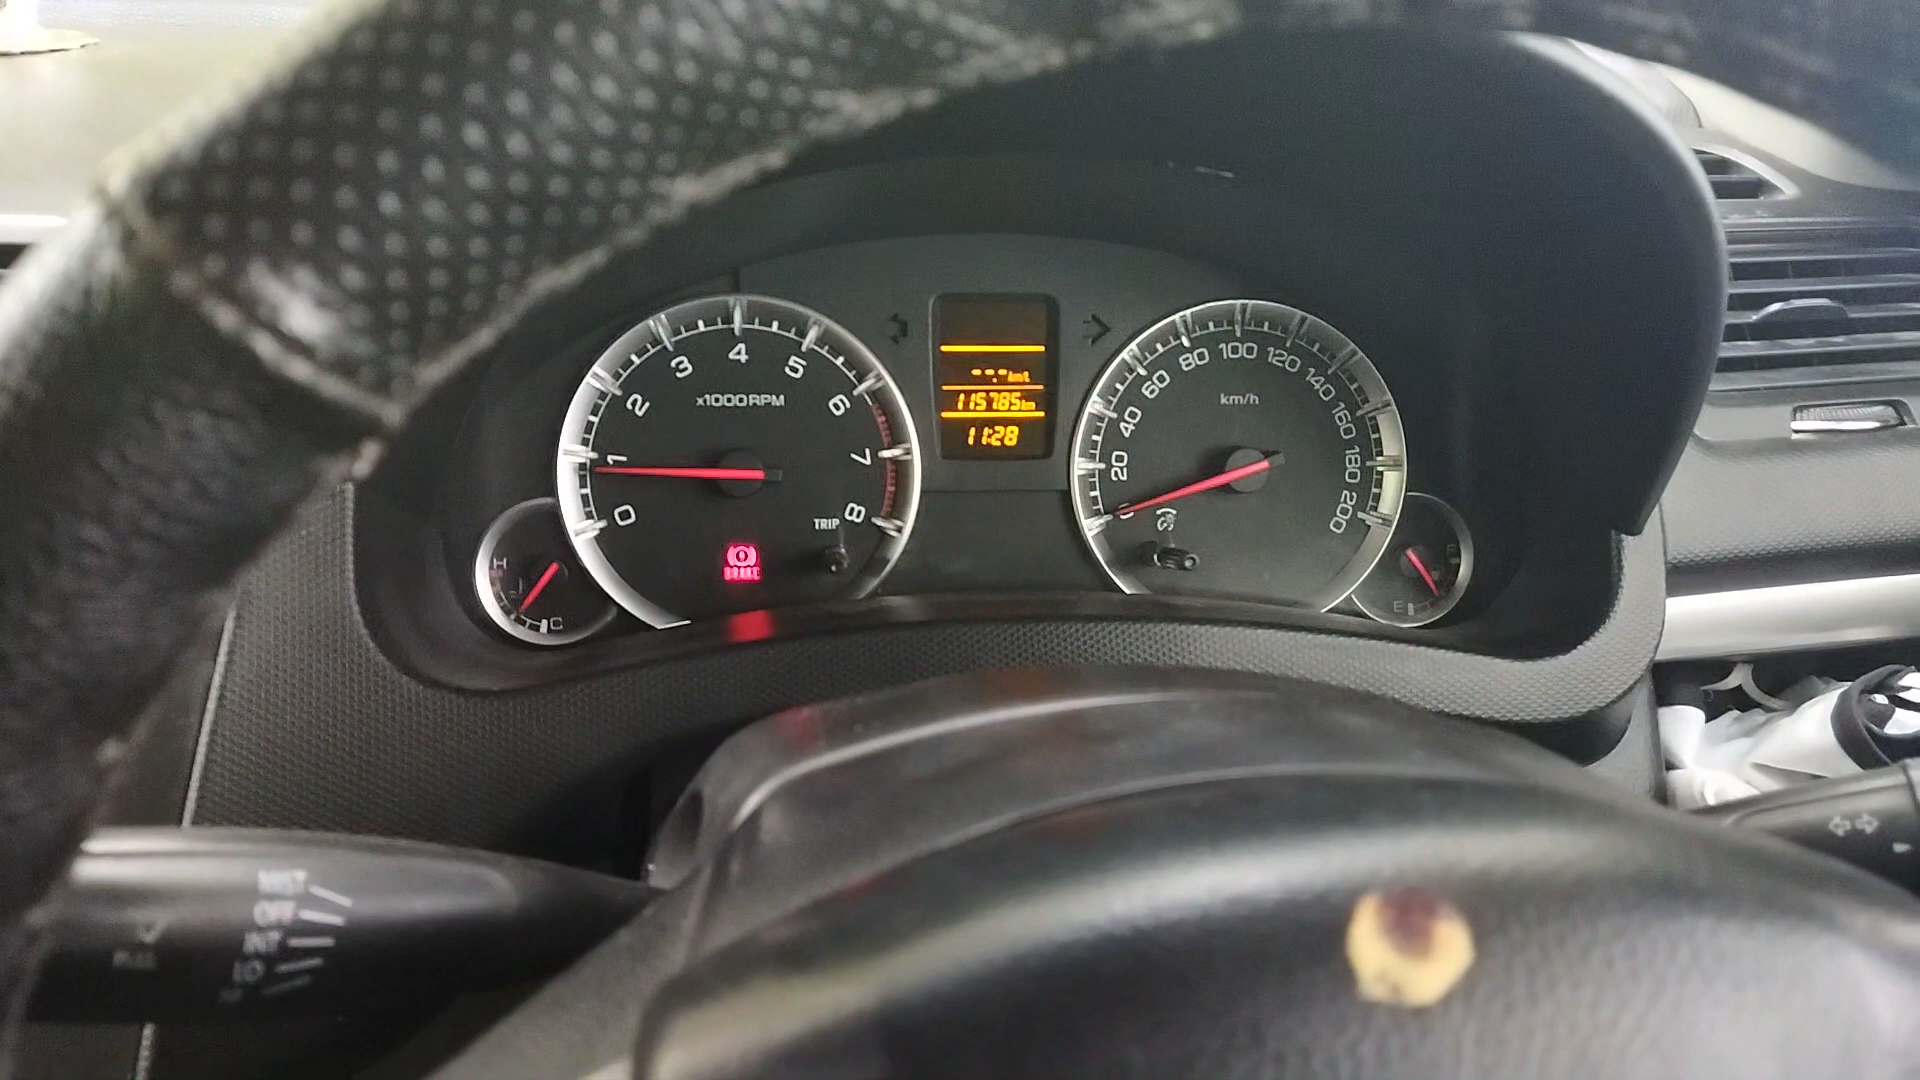 0 1 2 3 4 5 6 7 8
x1000RPM
TRIP
BRAKE
H
C
--.-km/L
115785km
11:28
20 40 60 80 100 120 140 160 180 200
km/h
E
MIST
OFF
INT
LO